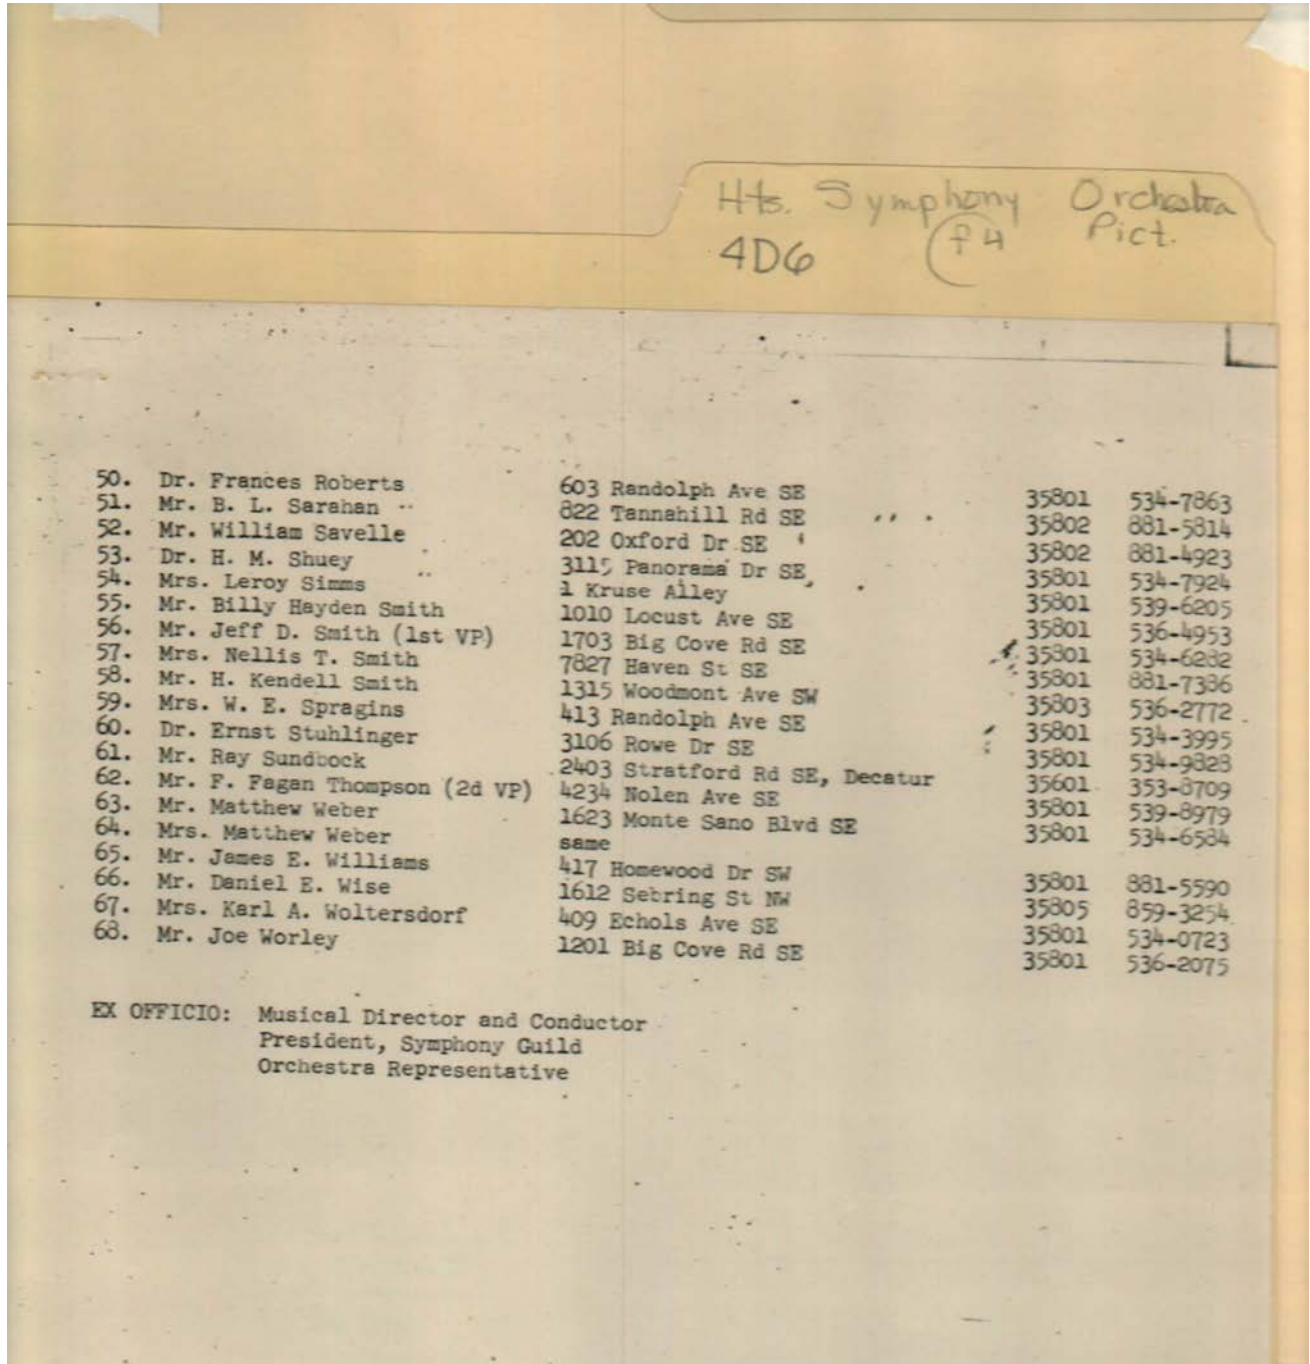 Hts. Symphony Orchestra
4D6 f4 Pict.
50. Dr. Frances Roberts 603 Randolph Ave SE 35801 534-7863
51. Mr. B. L. Sarahan 822 Tannahill Rd SE 35802 881-5814
52. Mr. William Savelle 202 Oxford Dr SE 35802 881-4923
53. Dr. H. M. Shuey 3115 Panorama Dr SE 35801 534-7924
54. Mrs. Leroy Simms 1 Kruse Alley 35801 539-6205
55. Mr. Billy Hayden Smith 1010 Locust Ave SE 35801 536-4953
56. Mr. Jeff D. Smith (1st VP) 1703 Big Cove Rd SE 35801 534-6282
57. Mrs. Nellis T. Smith 7827 Haven St SE 35801 881-7386
58. Mr. H. Kendell Smith 1315 Woodmont Ave SW 35803 536-2772
59. Mrs. W. E. Spragins 413 Randolph Ave SE 35801 534-3995
60. Dr. Ernst Stuhlinger 3106 Rowe Dr SE 35801 534-9828
61. Mr. Ray Sundbock 2403 Stratford Rd SE, Decatur 35601 353-8709
62. Mr. F. Fagan Thompson (2d VP) 4234 Nolen Ave SE 35801 539-8979
63. Mr. Matthew Weber 1623 Monte Sano Blvd SE 35801 534-6584
64. Mrs. Matthew Weber same
65. Mr. James E. Williams 417 Homewood Dr SW 35801 881-5590
66. Mr. Daniel E. Wise 1612 Sebring St NW 35805 859-3254
67. Mrs. Karl A. Woltersdorf 409 Echols Ave SE 35801 534-0723
68. Mr. Joe Worley 1201 Big Cove Rd SE 35801 536-2075
EX OFFICIO: Musical Director and Conductor
President, Symphony Guild
Orchestra Representative